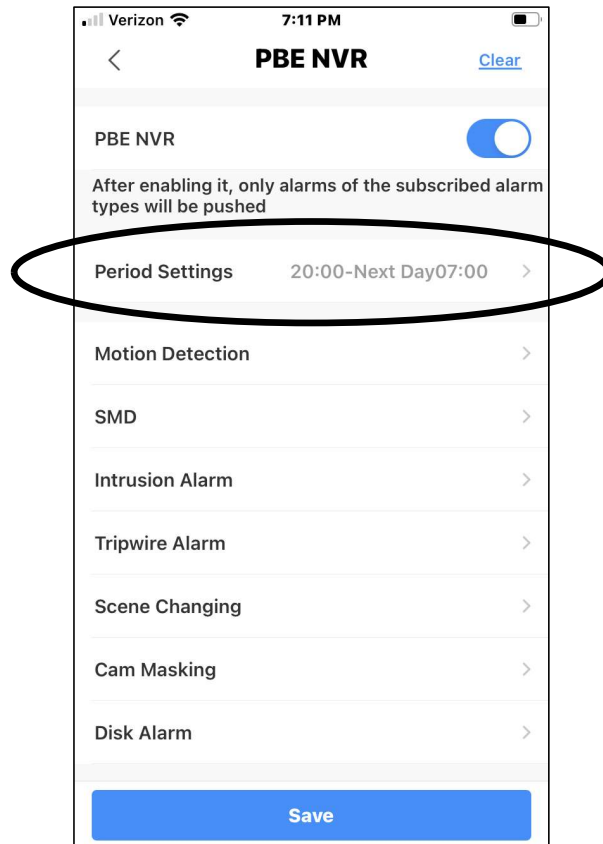 Verizon 7:11 PM
PBE NVR Clear
PBE NVR
After enabling it, only alarms of the subscribed alarm
types will be pushed
Period Settings 20:00-Next Day07:00
Motion Detection
SMD
Intrusion Alarm
Tripwire Alarm
Scene Changing
Cam Masking
Disk Alarm
Save